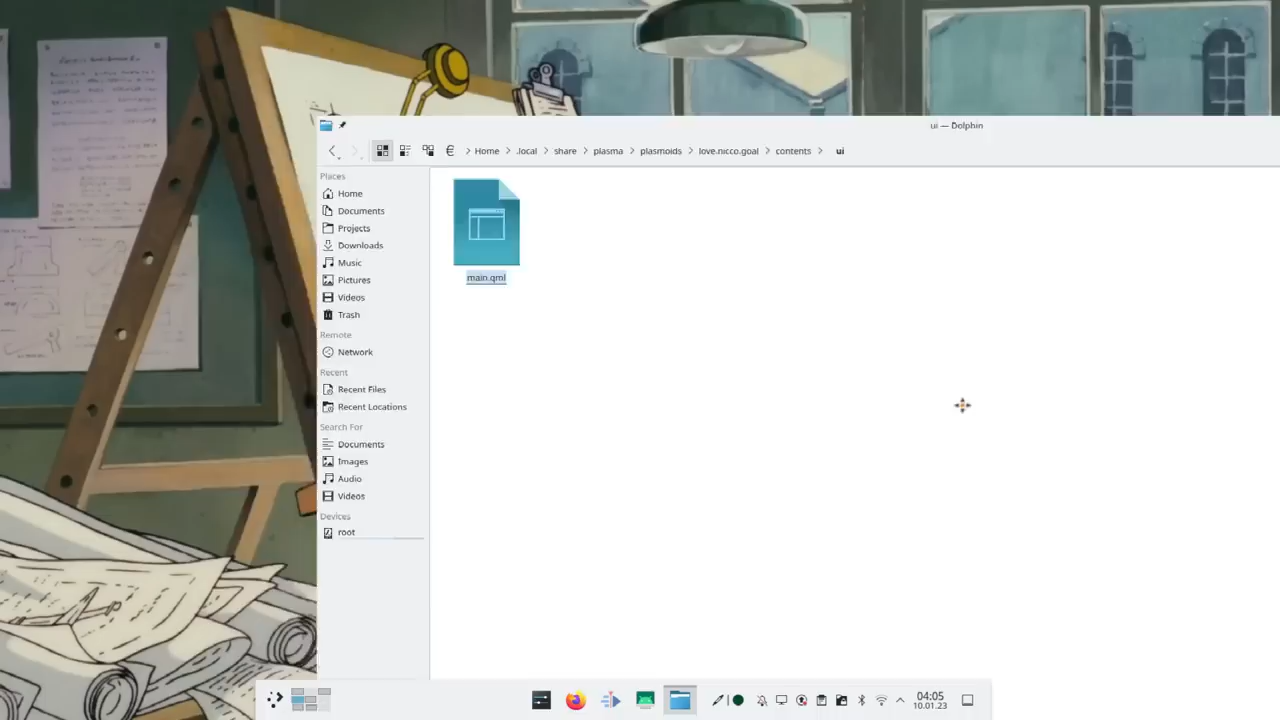 ui — Dolphin
Home .local share plasma plasmoids love.nicco.goal contents ui
Places
Home
Documents
Projects
Downloads
Music
Pictures
Videos
Trash
Remote
Network
Recent
Recent Files
Recent Locations
Search For
Documents
Images
Audio
Videos
Devices
root
main.qml
04:05
10.01.23